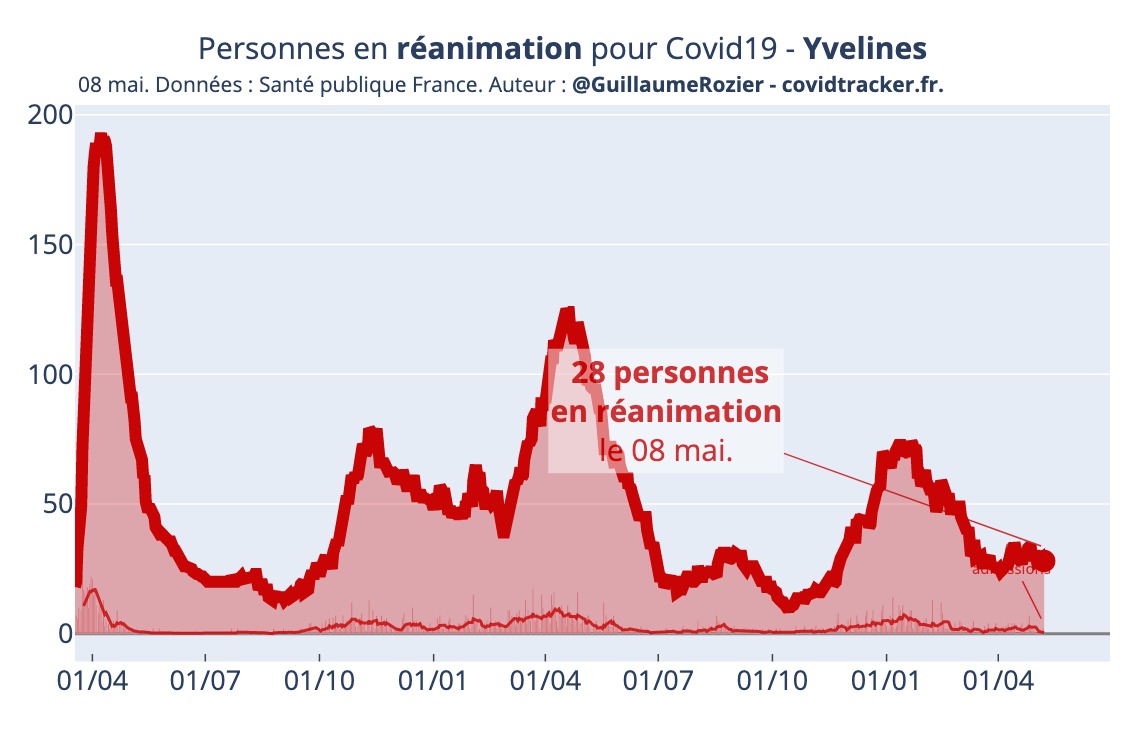 Personnes en réanimation pour Covid19 - Yvelines
08 mai. Données : Santé publique France. Auteur : @GuillaumeRozier - covidtracker.fr.
200
150
100
50
0
28 personnes
en réanimation
le 08 mai.
admissions
01/04 01/07 01/10 01/01 01/04 01/07 01/10 01/01 01/04